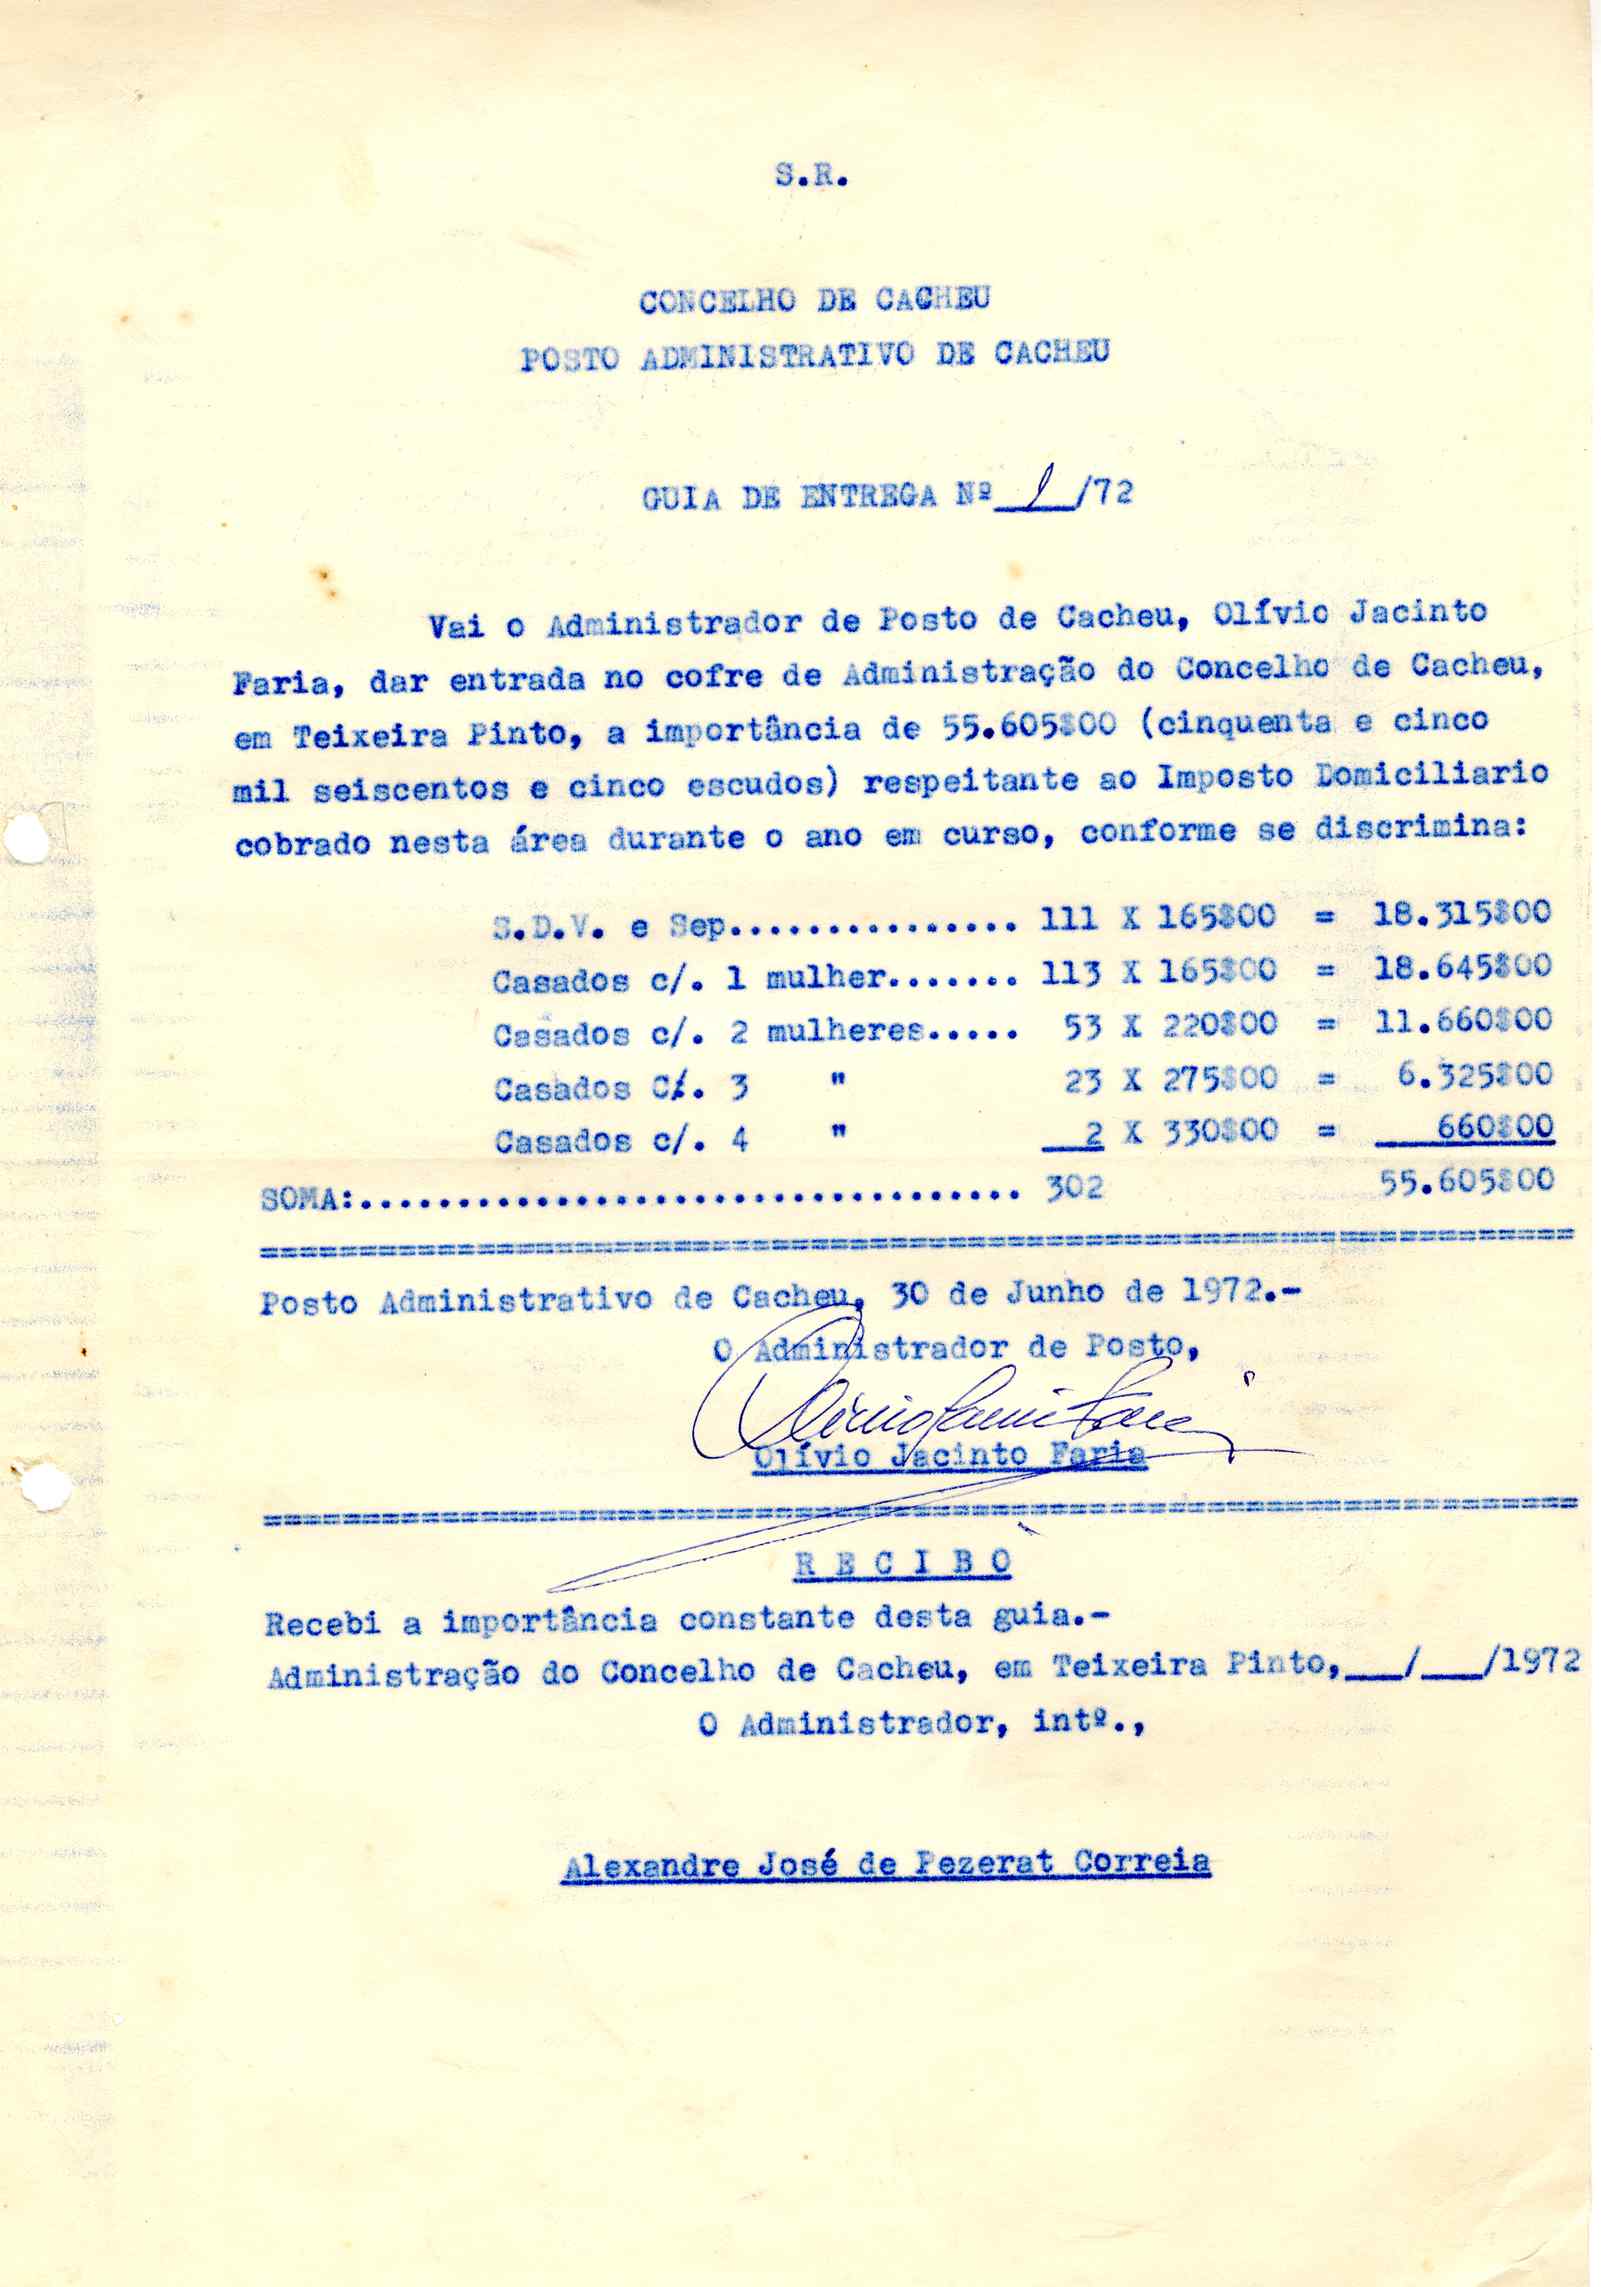 S.R.
CONCELHO DE CACHEU
POSTO ADMINISTRATIVO DE CACHEU
GUIA DE ENTREGA Nº 1/72
Vai o Administrador de Posto de Cacheu, Olívio Jacinto
Faria, dar entrada no cofre de Administração do Concelho de Cacheu,
em Teixeira Pinto, a importância de 55.605$00 (cinquenta e cinco
mil seiscentos e cinco escudos) respeitante ao Imposto Domiciliario
cobrado nesta área durante o ano em curso, conforme se discrimina:
S.D.V. e Sep............... 111 X 165$00 = 18.315$00
Casados c/. 1 mulher....... 113 X 165$00 = 18.645$00
Casados c/. 2 mulheres..... 53 X 220$00 = 11.660$00
Casados C/. 3 " 23 X 275$00 = 6.325$00
Casados c/. 4 " 2 X 330$00 = 660$00
SOMA:.................................. 302 55.605$00
==================================================================
Posto Administrativo de Cacheu, 30 de Junho de 1972.-
O Administrador de Posto,
Olívio Jacinto Faria
==================================================================
R E C I B O
Recebi a importância constante desta guia.-
Administração do Concelho de Cacheu, em Teixeira Pinto,___/___/1972
O Administrador, intº.,
Alexandre José de Pezerat Correia